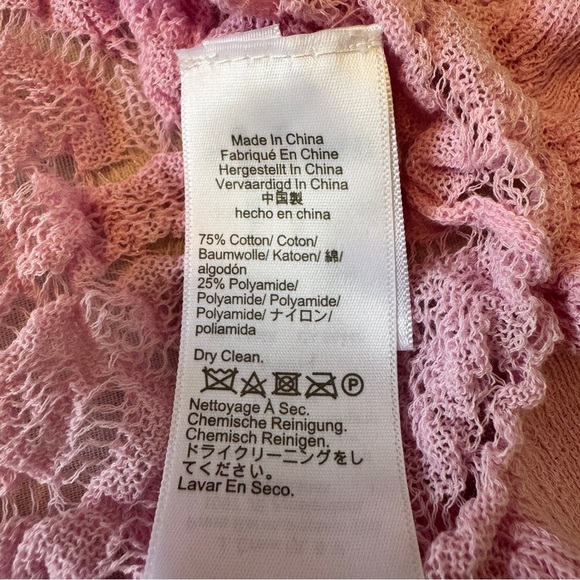 Made In China
Fabriqué En Chine
Hergestellt In China
Vervaardigd In China
中国製
hecho en china
75% Cotton/ Coton/
Baumwolle/ Katoen/ 綿/
algodón
25% Polyamide/
Polyamide/ Polyamide/
Polyamide/ ナイロン/
poliamida
Dry Clean.
P
Nettoyage À Sec.
Chemische Reinigung.
Chemisch Reinigen.
ドライクリーニングをし
てください。
Lavar En Seco.